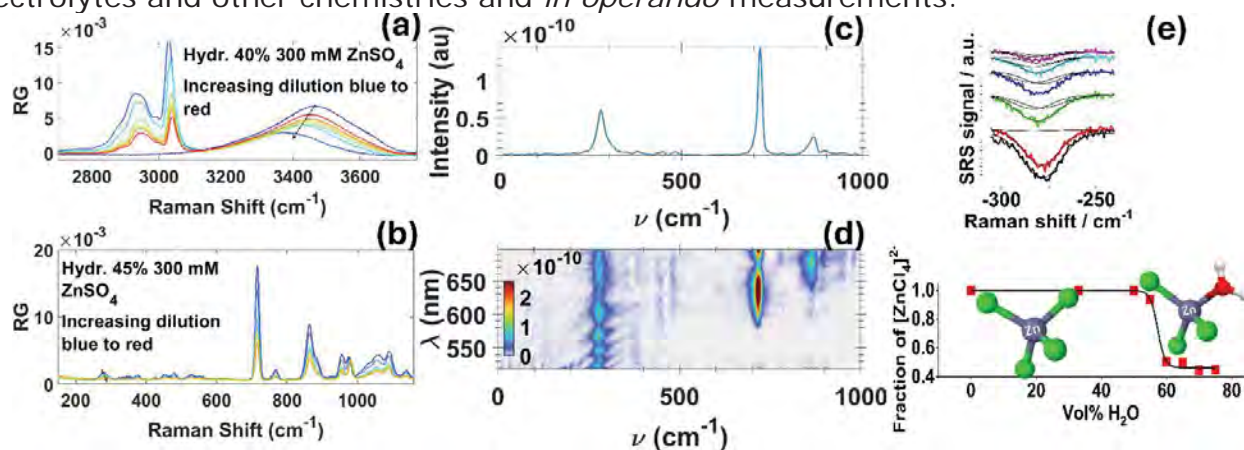 ectrolytes and other chemistries and in operando measurements.
(a)
×10⁻³
15
10
5
0
RG
Hydr. 40% 300 mM ZnSO₄
Increasing dilution blue to
red
2800 3000 3200 3400 3600
Raman Shift (cm⁻¹)
(b)
×10⁻³
20
10
0
RG
Hydr. 45% 300 mM
ZnSO₄
Increasing dilution
blue to red
200 400 600 800 1000
Raman Shift (cm⁻¹)
(c)
×10⁻¹⁰
1
0.5
0
Intensity (au)
0 500 1000
ν (cm⁻¹)
(d)
×10⁻¹⁰
2
1
0
650
600
550
λ (nm)
0 500 1000
ν (cm⁻¹)
(e)
SRS signal / a.u.
-300 -250
Raman shift / cm⁻¹
Fraction of [ZnCl₄]²⁻
1.0
0.8
0.6
0.4
Zn
Zn
0 20 40 60 80
Vol% H₂O